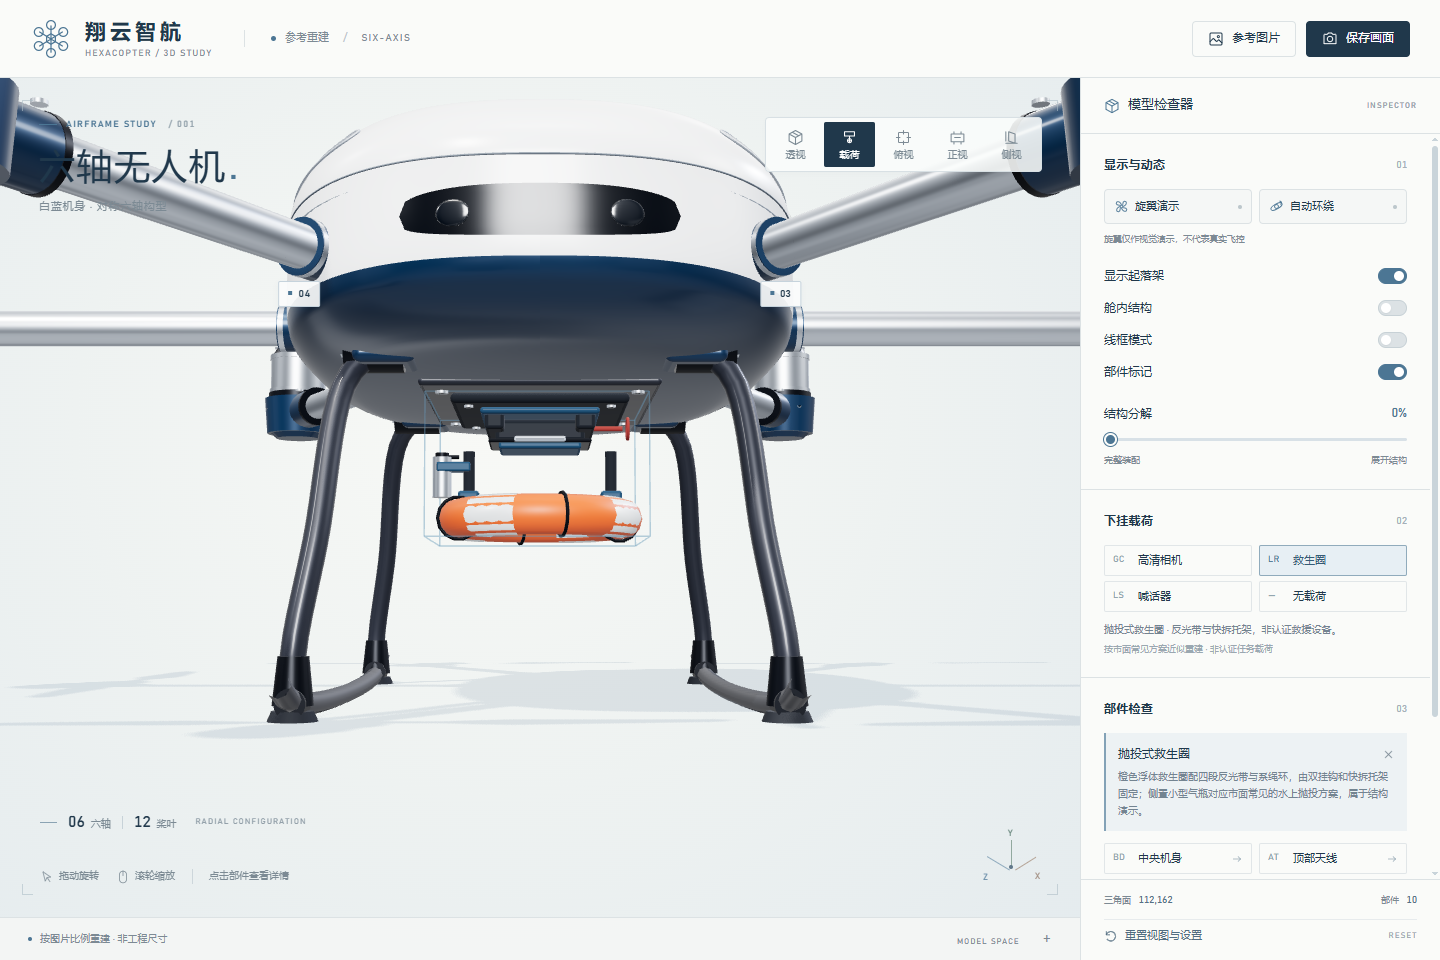 翔云智航
HEXACOPTER / 3D STUDY
参考重建 / SIX-AXIS
参考图片
保存画面
AIRFRAME STUDY / 001
六轴无人机.
白蓝机身 · 对称六轴构型
透视
载荷
俯视
正视
侧视
04
03
06 六轴
12 桨叶
RADIAL CONFIGURATION
拖动旋转
滚轮缩放
点击部件查看详情
Y
Z
X
按图片比例重建 · 非工程尺寸
MODEL SPACE +
模型检查器
INSPECTOR
显示与动态 01
旋翼演示
自动环绕
旋翼仅作视觉演示，不代表真实飞控
显示起落架
舱内结构
线框模式
部件标记
结构分解 0%
完整装配
展开结构
下挂载荷 02
GC 高清相机
LR 救生圈
LS 喊话器
— 无载荷
抛投式救生圈 · 反光带与快拆托架，非认证救援设备。
按市面常见方案近似重建 · 非认证任务载荷
部件检查 03
抛投式救生圈
橙色浮体救生圈配四段反光带与系绳环，由双挂钩和快拆托架
固定；侧置小型气瓶对应市面常见的水上抛投方案，属于结构
演示。
BD 中央机身 →
AT 顶部天线 →
三角面 112,162
部件 10
重置视图与设置
RESET